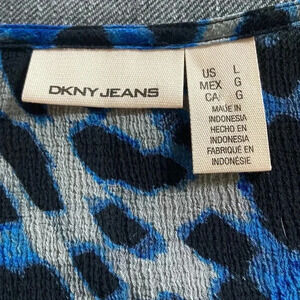 DKNY JEANS
US L
MEX G
CA G
MADE IN
INDONESIA
HECHO EN
INDONESIA
FABRIQUÉ EN
INDONÉSIE